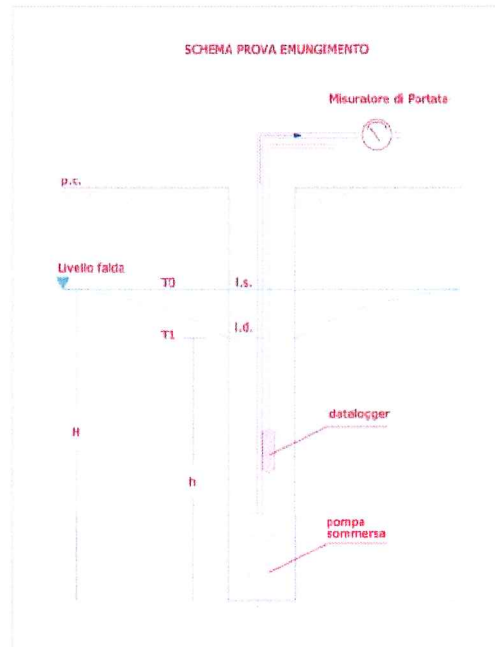 SCHEMA PROVA EMUNGIMENTO
Misuratore di Portata
p.c.
Livello falda
T0
l.s.
T1
l.d.
H
h
datalogger
pompa
sommersa